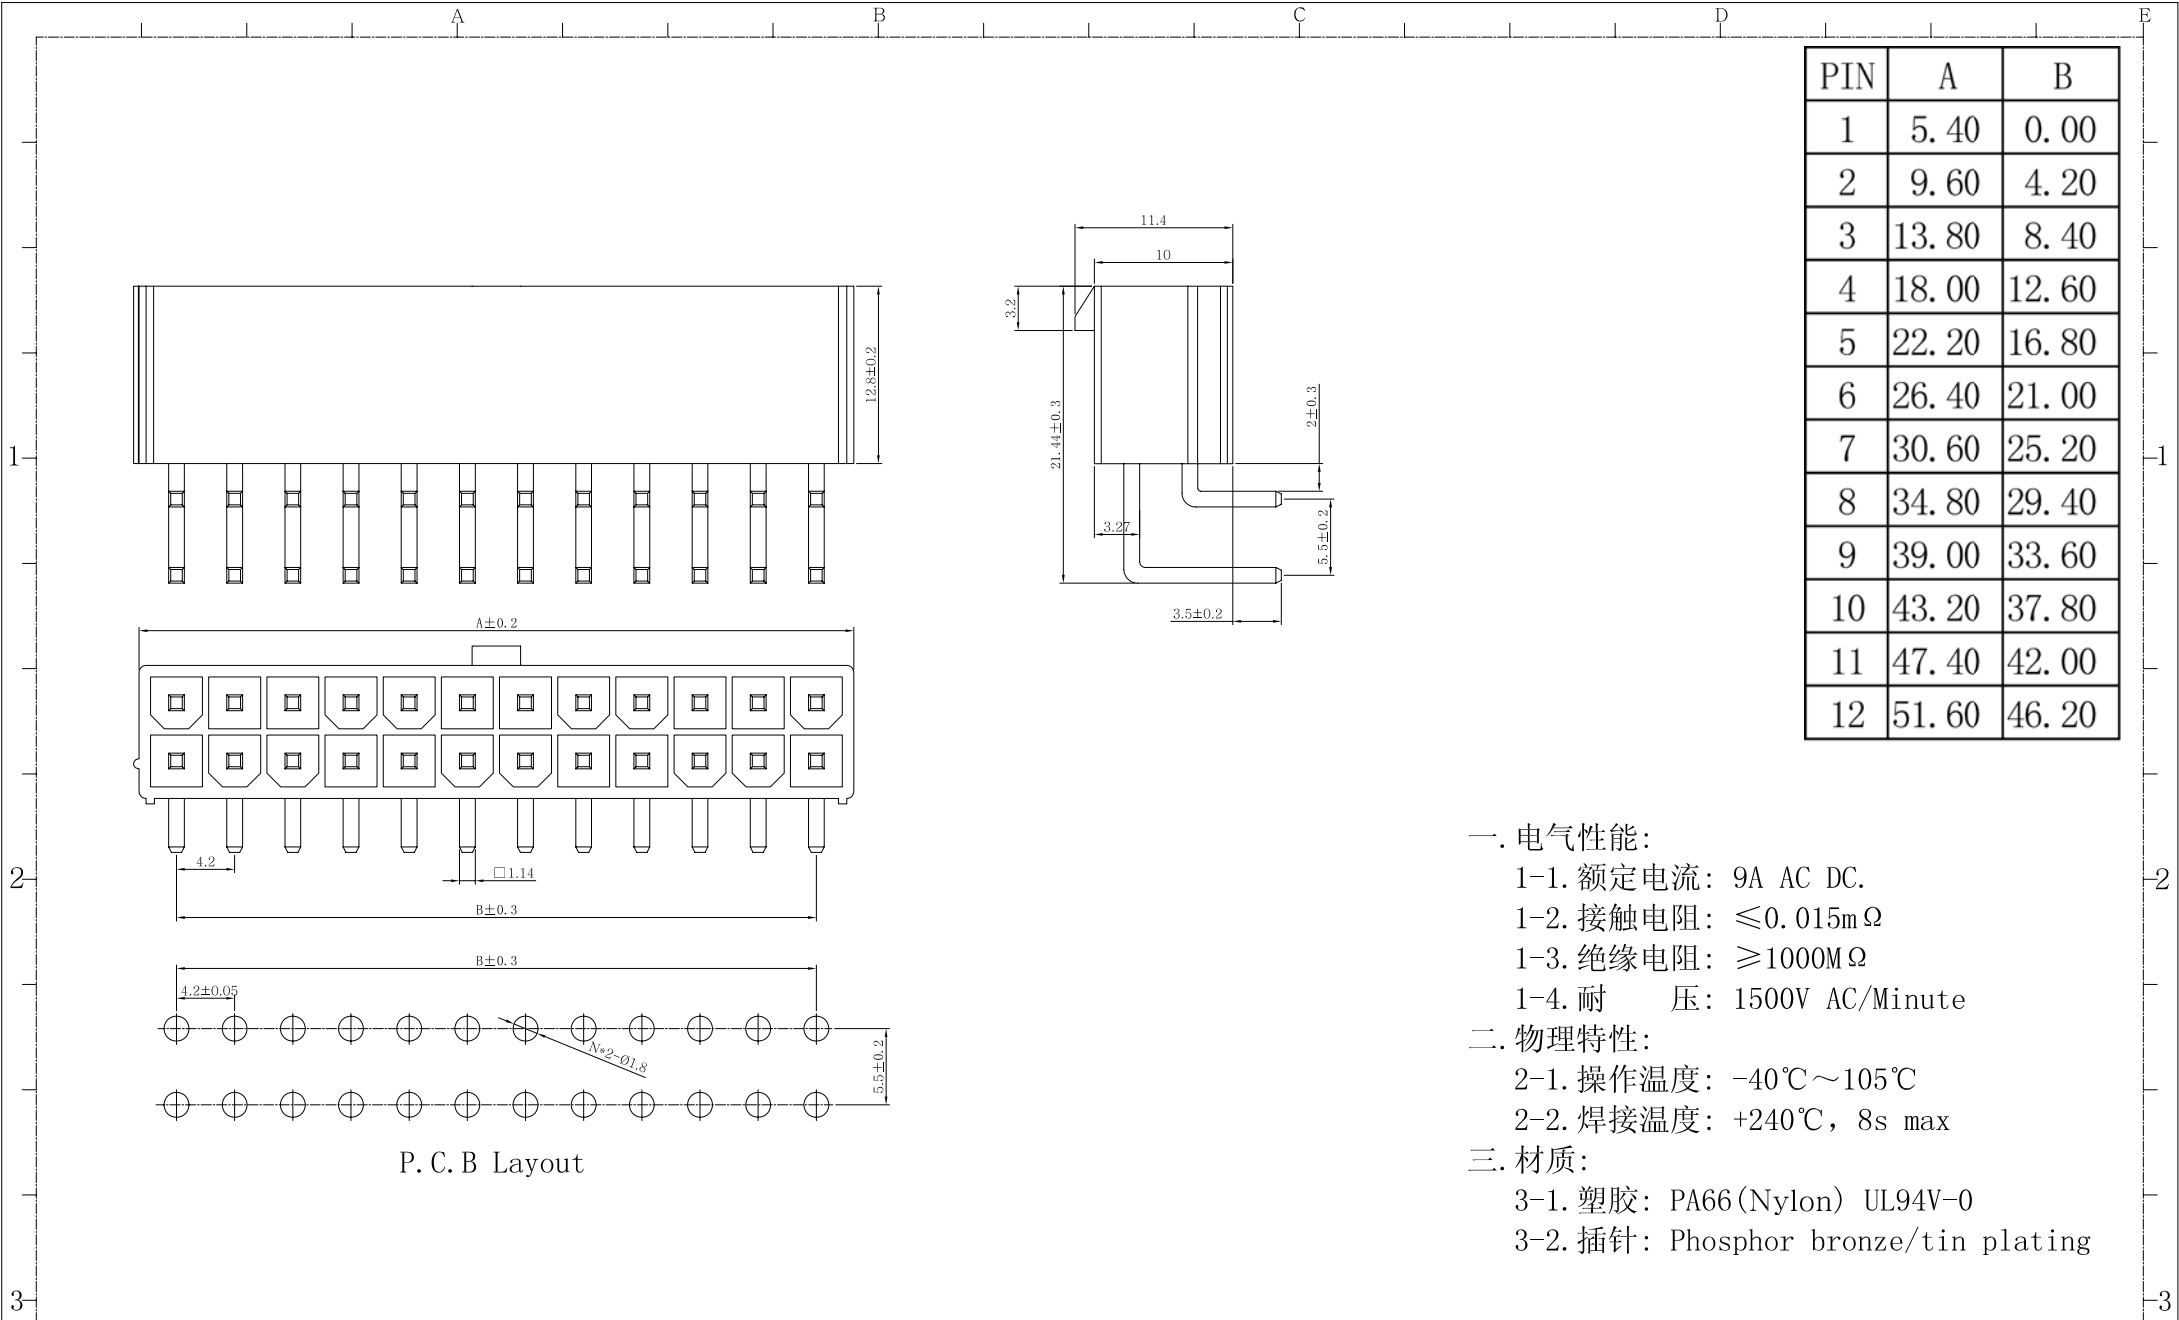 A B C D E
PIN A B
1 5.40 0.00
2 9.60 4.20
3 13.80 8.40
4 18.00 12.60
5 22.20 16.80
6 26.40 21.00
7 30.60 25.20
8 34.80 29.40
9 39.00 33.60
10 43.20 37.80
11 47.40 42.00
12 51.60 46.20
11.4
10
3.2
12.8±0.2
21.44±0.3
2±0.3
1 1
3.27
5.5±0.2
3.5±0.2
A±0.2
4.2
□1.14
B±0.3
2 2
B±0.3
4.2±0.05
N*2-Ø1.8
5.5±0.2
P.C.B Layout
一.电气性能:
1-1.额定电流: 9A AC DC.
1-2.接触电阻: ≤0.015mΩ
1-3.绝缘电阻: ≥1000MΩ
1-4.耐 压: 1500V AC/Minute
二.物理特性:
2-1.操作温度: -40℃～105℃
2-2.焊接温度: +240℃, 8s max
三.材质:
3-1.塑胶: PA66(Nylon) UL94V-0
3-2.插针: Phosphor bronze/tin plating
3 3